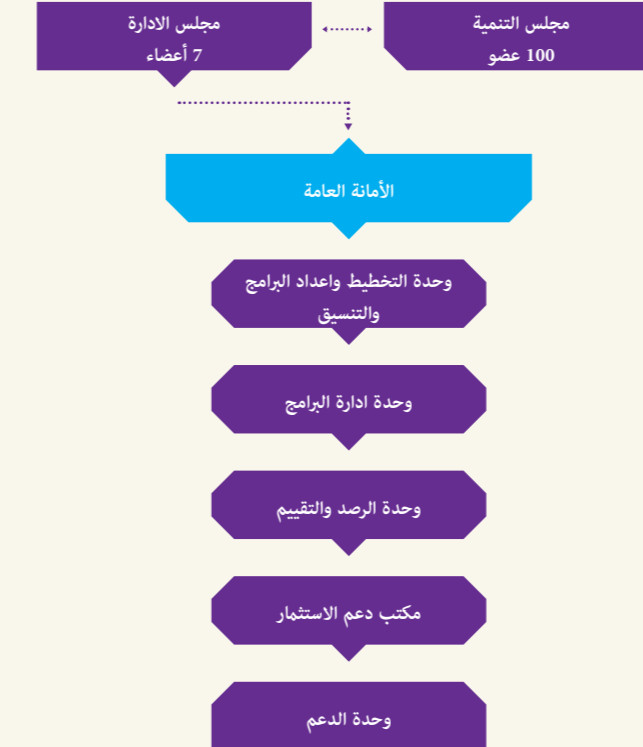 مجلس التنمية
100 عضو
مجلس الادارة
7 أعضاء
الأمانة العامة
وحدة التخطيط واعداد البرامج
والتنسيق
وحدة ادارة البرامج
وحدة الرصد والتقييم
مكتب دعم الاستثمار
وحدة الدعم